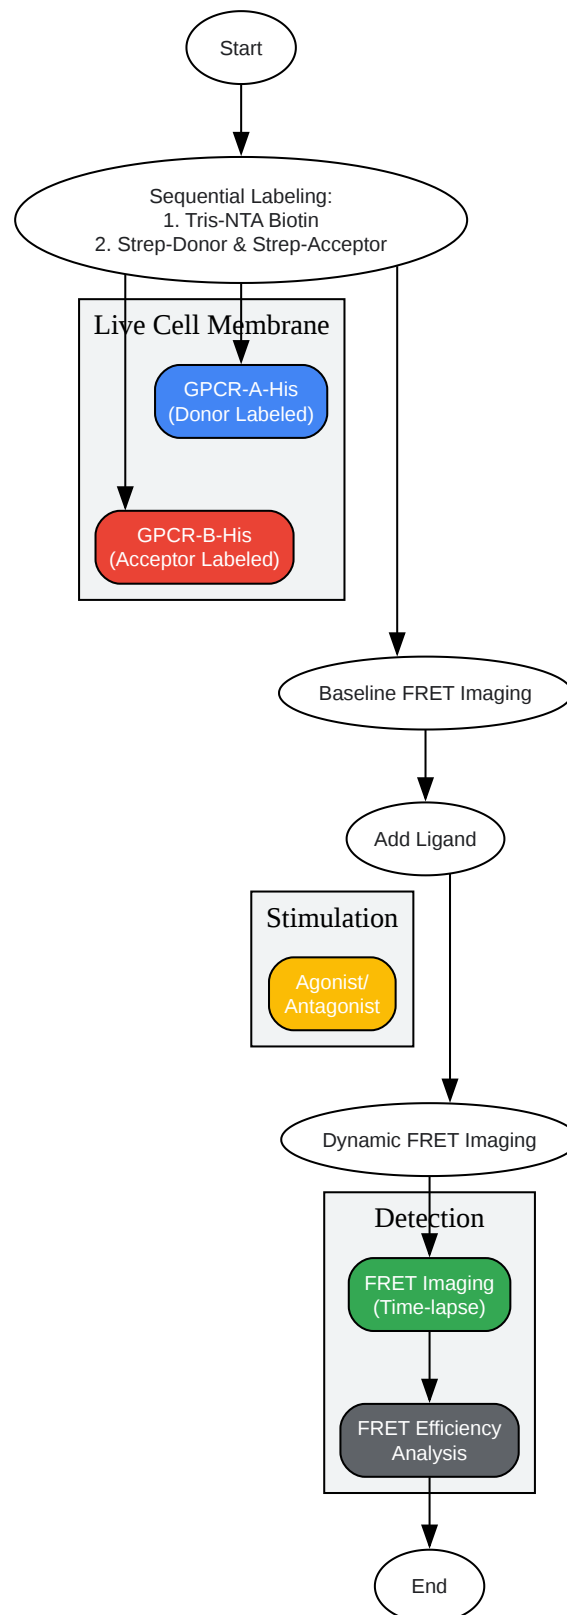 Start
Sequential Labeling:
1. Tris-NTA Biotin
2. Strep-Donor & Strep-Acceptor
Live Cell Membrane
GPCR-A-His
(Donor Labeled)
GPCR-B-His
(Acceptor Labeled)
Baseline FRET Imaging
Add Ligand
Stimulation
Agonist/
Antagonist
Dynamic FRET Imaging
Detection
FRET Imaging
(Time-lapse)
FRET Efficiency
Analysis
End